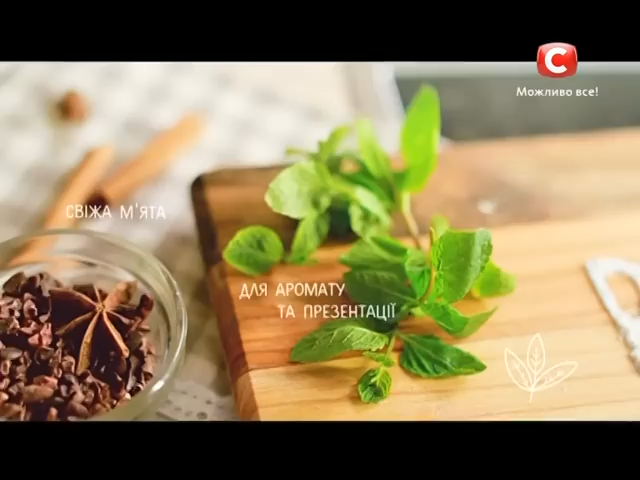 С
Можливо все!
СВІЖА М'ЯТА
ДЛЯ АРОМАТУ
ТА ПРЕЗЕНТАЦІЇ